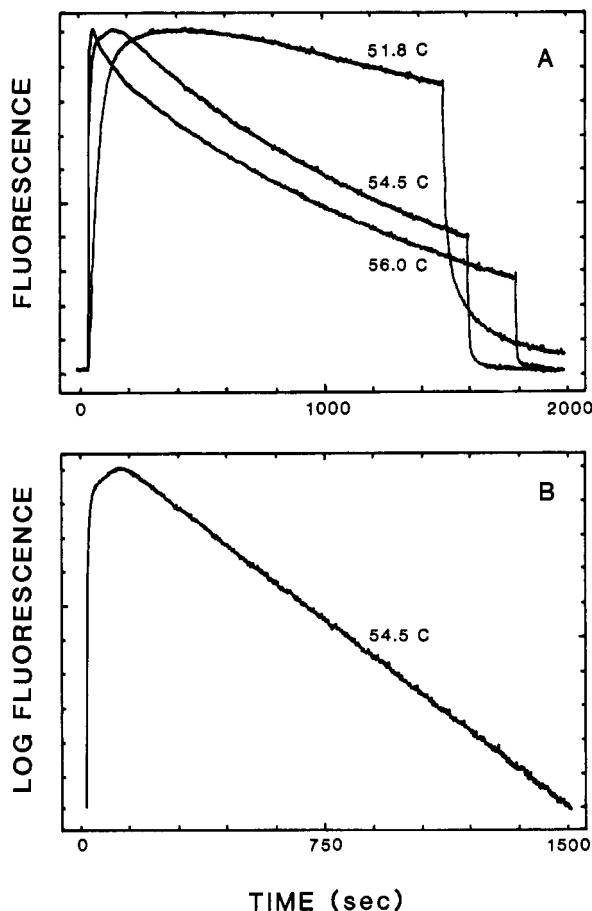 FLUORESCENCE
A
51.8 C
54.5 C
56.0 C
0 1000 2000
LOG FLUORESCENCE
B
54.5 C
0 750 1500
TIME (sec)